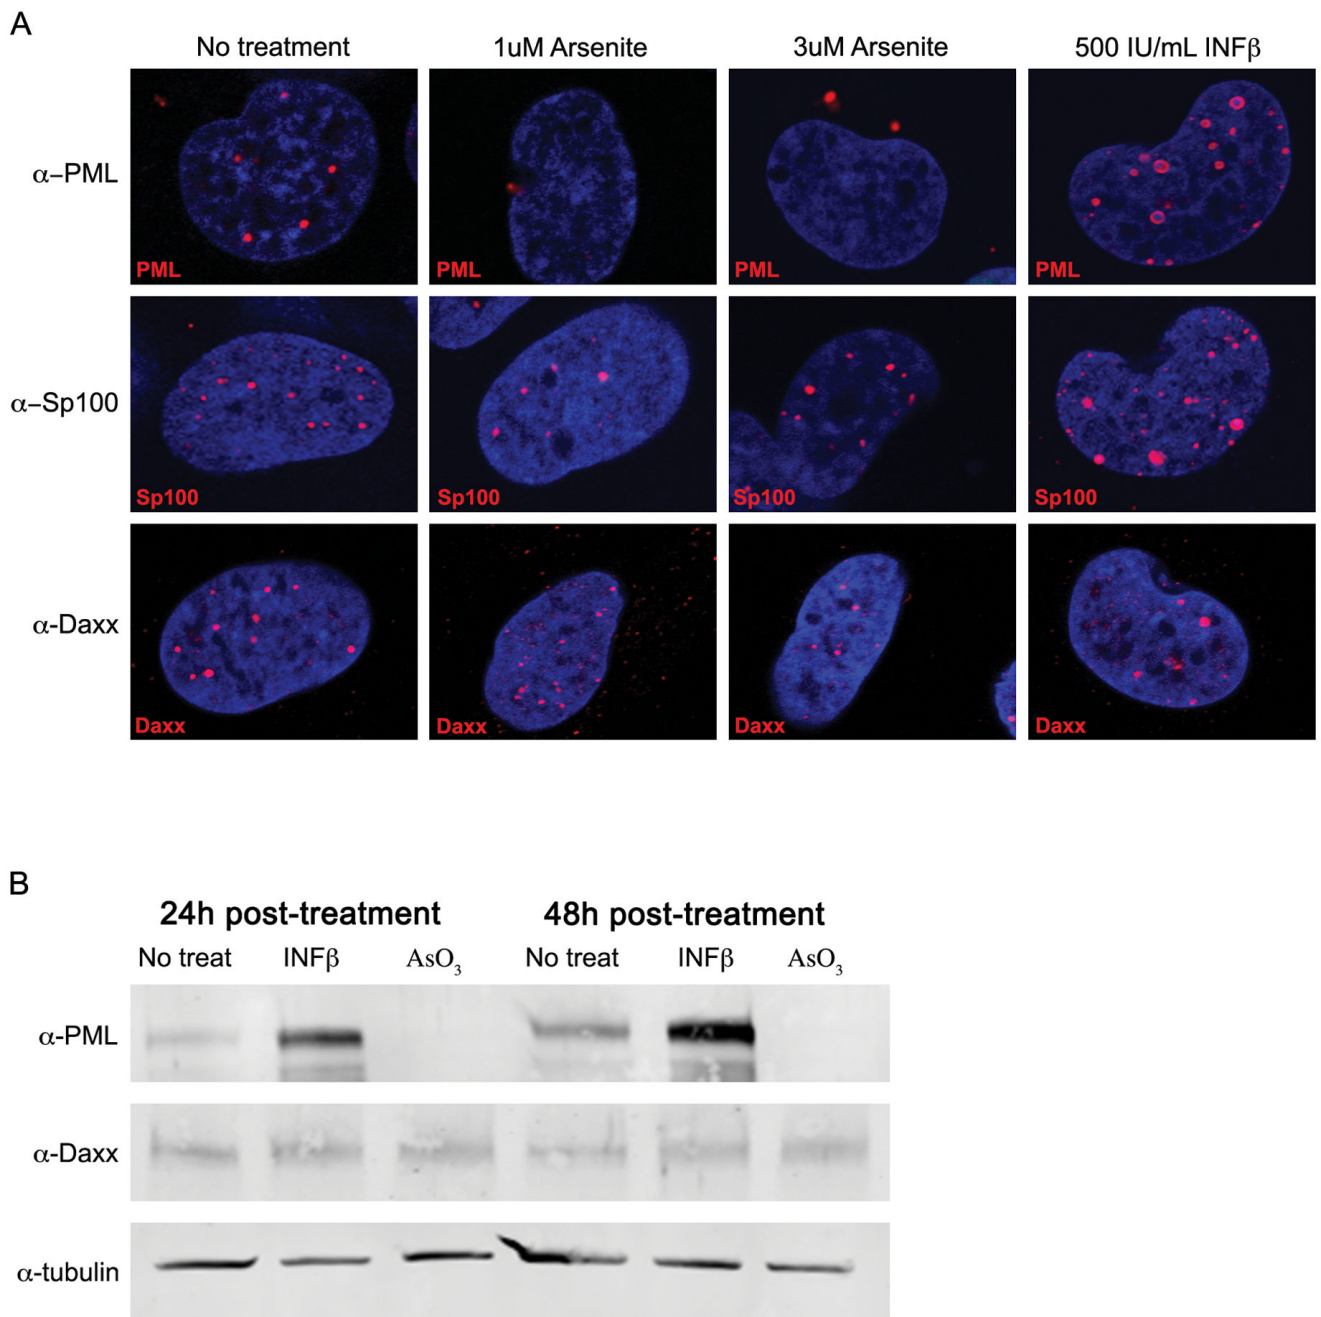 A
No treatment 1uM Arsenite 3uM Arsenite 500 IU/mL INFβ
α–PML
PML PML PML PML
α–Sp100
Sp100 Sp100 Sp100 Sp100
α-Daxx
Daxx Daxx Daxx Daxx
B
24h post-treatment 48h post-treatment
No treat INFβ AsO₃ No treat INFβ AsO₃
α-PML
α-Daxx
α-tubulin